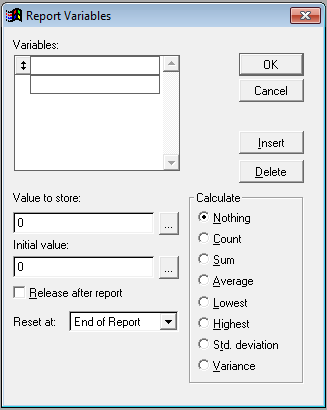 Report Variables
Variables:
OK
Cancel
Insert
Delete
Value to store:
0
...
Initial value:
0
...
Release after report
Reset at:
End of Report
Calculate
Nothing
Count
Sum
Average
Lowest
Highest
Std. deviation
Variance